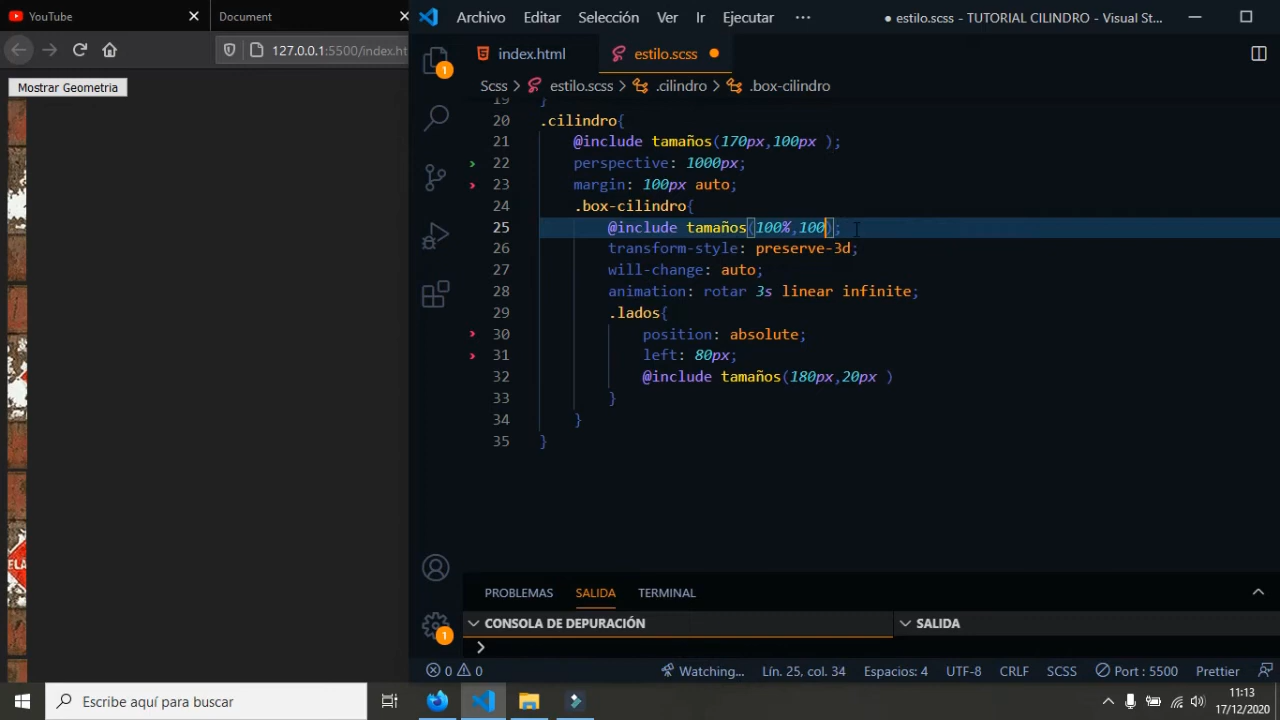 YouTube
Document
Archivo Editar Selección Ver Ir Ejecutar ···
● estilo.scss - TUTORIAL CILINDRO - Visual St...
127.0.0.1:5500/index.ht
index.html
estilo.scss
Mostrar Geometria
Scss > estilo.scss > .cilindro > .box-cilindro
19 }
20 .cilindro{
21 @include tamaños(170px,100px );
22 perspective: 1000px;
23 margin: 100px auto;
24 .box-cilindro{
25 @include tamaños(100%,100);
26 transform-style: preserve-3d;
27 will-change: auto;
28 animation: rotar 3s linear infinite;
29 .lados{
30 position: absolute;
31 left: 80px;
32 @include tamaños(180px,20px )
33 }
34 }
35 }
1
1
PROBLEMAS SALIDA TERMINAL
CONSOLA DE DEPURACIÓN
SALIDA
0 0 Watching... Lín. 25, col. 34 Espacios: 4 UTF-8 CRLF SCSS Port : 5500 Prettier
Escribe aquí para buscar
11:13
17/12/2020